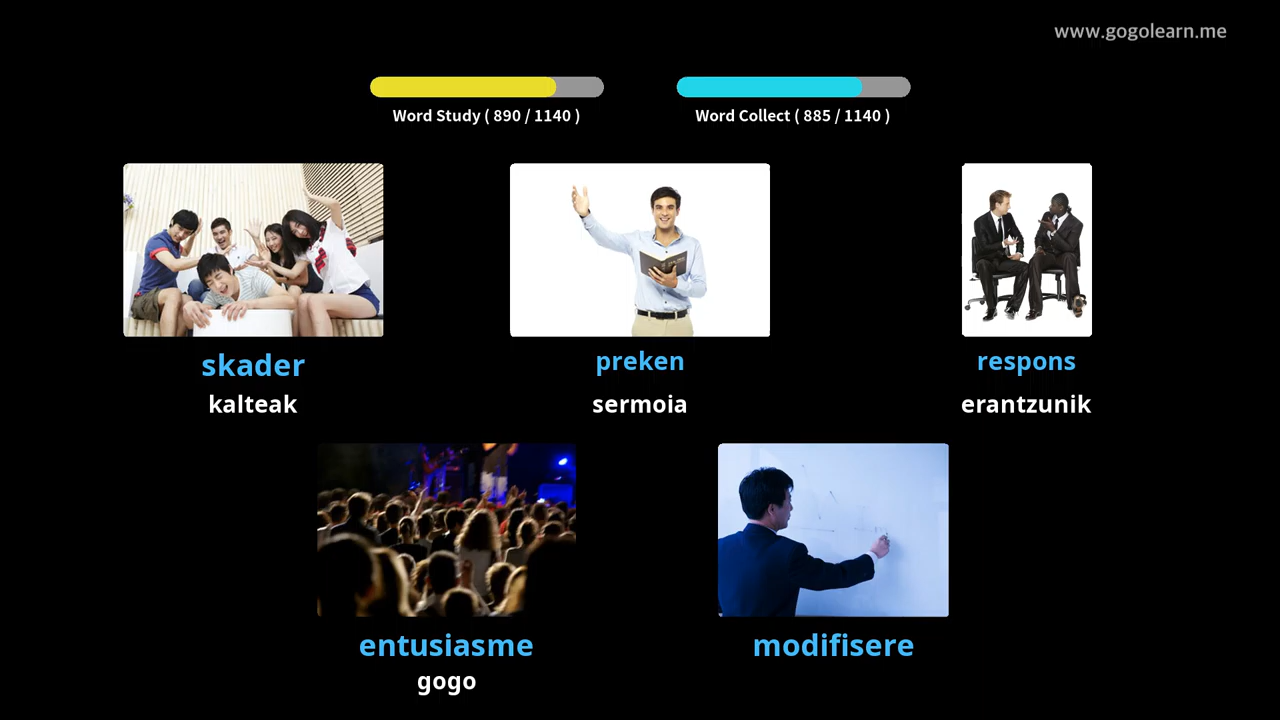 www.gogolearn.me
Word Study ( 890 / 1140 )
Word Collect ( 885 / 1140 )
skader
preken
respons
kalteak
sermoia
erantzunik
entusiasme
modifisere
gogo